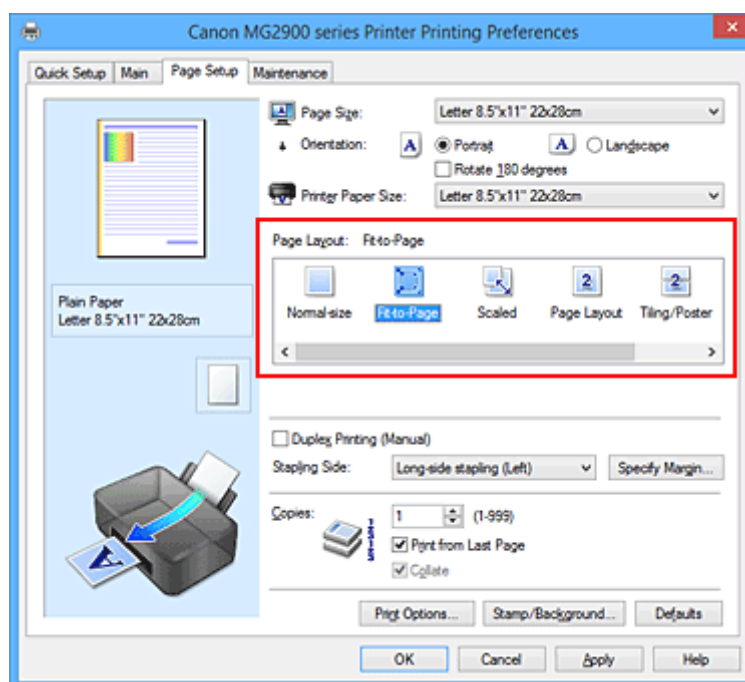 Canon MG2900 series Printer Printing Preferences
Quick Setup Main Page Setup Maintenance
Page Size: Letter 8.5"x11" 22x28cm
Orientation: A Portrait A Landscape
Rotate 180 degrees
Printer Paper Size: Letter 8.5"x11" 22x28cm
Page Layout: Fit-to-Page
Normal-size Fit-to-Page Scaled Page Layout Tiling/Poster
Plain Paper
Letter 8.5"x11" 22x28cm
Duplex Printing (Manual)
Stapling Side: Long-side stapling (Left) Specify Margin...
Copies: 1 (1-999)
Print from Last Page
Collate
Print Options... Stamp/Background... Defaults
OK Cancel Apply Help